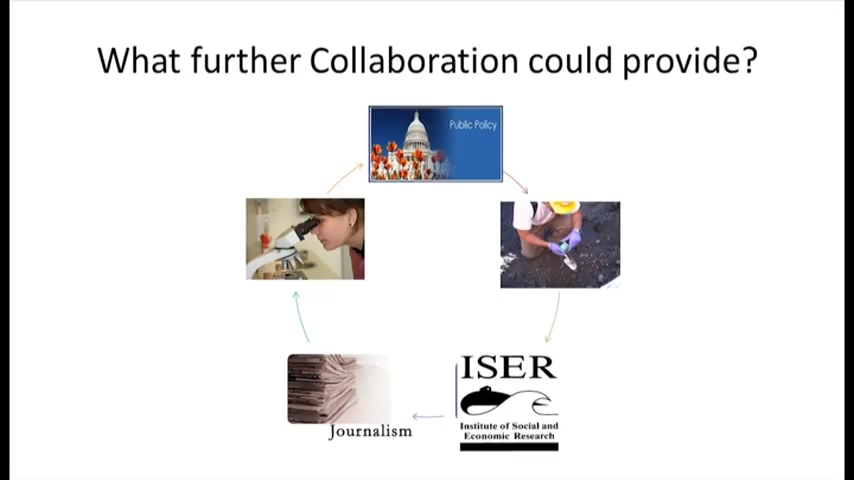 What further Collaboration could provide?
Public Policy
ISER
Institute of Social and
Economic Research
Journalism